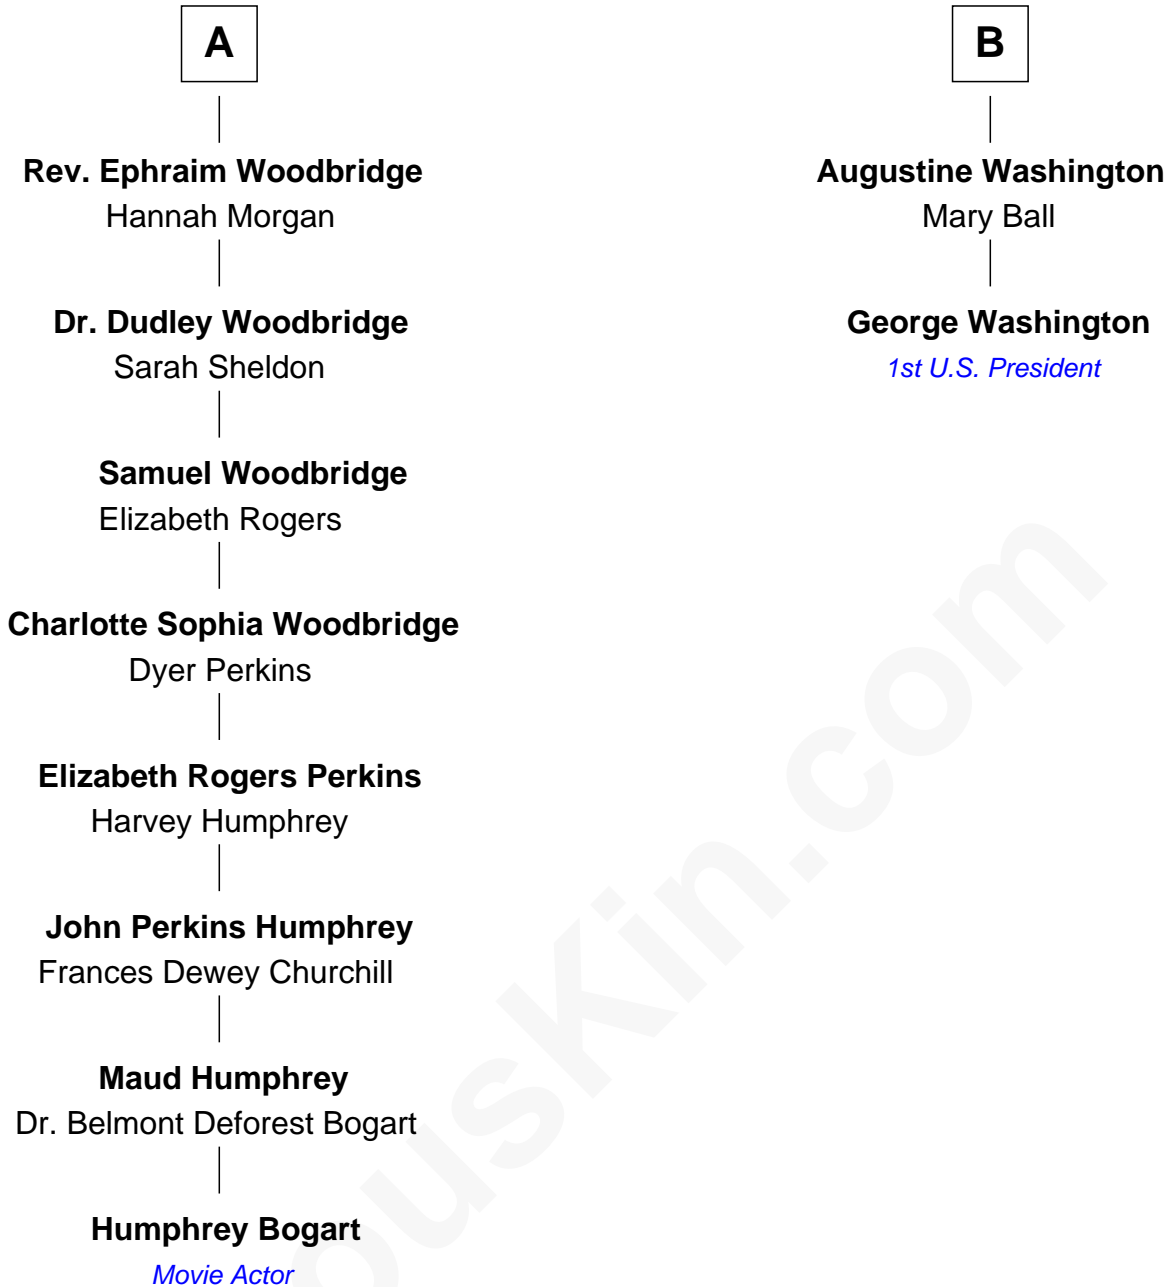 A
Rev. Ephraim Woodbridge
Hannah Morgan
Dr. Dudley Woodbridge
Sarah Sheldon
Samuel Woodbridge
Elizabeth Rogers
Charlotte Sophia Woodbridge
Dyer Perkins
Elizabeth Rogers Perkins
Harvey Humphrey
John Perkins Humphrey
Frances Dewey Churchill
Maud Humphrey
Dr. Belmont Deforest Bogart
Humphrey Bogart
Movie Actor
B
Augustine Washington
Mary Ball
George Washington
1st U.S. President
ousKin.com